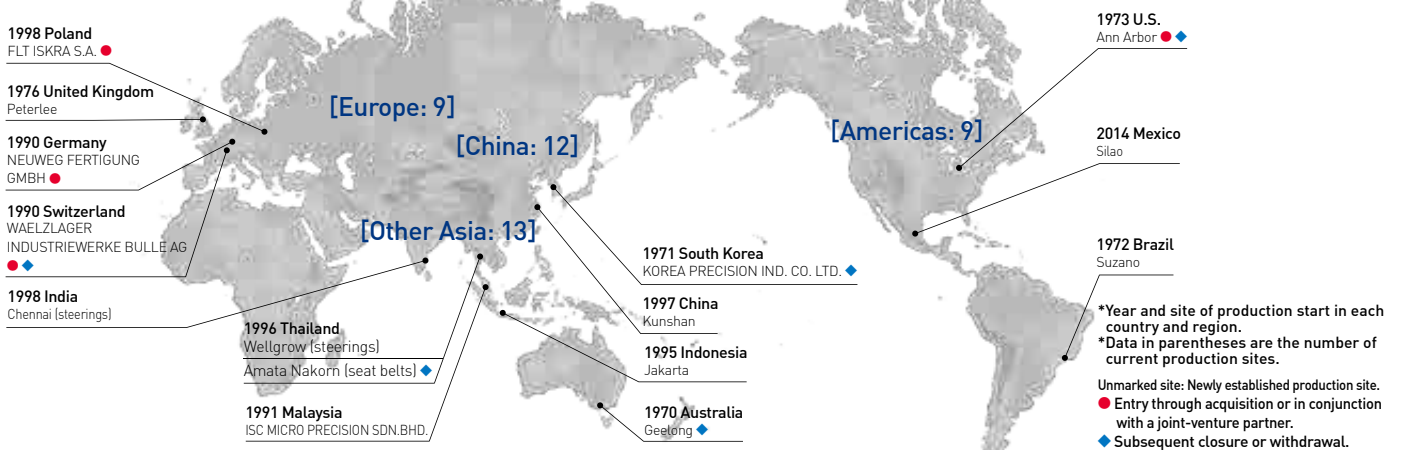 1998 Poland
FLT ISKRA S.A.
1976 United Kingdom
Peterlee
1990 Germany
NEUWEG FERTIGUNG
GMBH
1990 Switzerland
WAELZLAGER
INDUSTRIEWERKE BULLE AG
1998 India
Chennai (steerings)
[Europe: 9]
[China: 12]
[Other Asia: 13]
1996 Thailand
Wellgrow (steerings)
Amata Nakorn (seat belts)
1991 Malaysia
ISC MICRO PRECISION SDN.BHD.
1971 South Korea
KOREA PRECISION IND. CO. LTD.
1997 China
Kunshan
1995 Indonesia
Jakarta
1970 Australia
Geelong
[Americas: 9]
1973 U.S.
Ann Arbor
2014 Mexico
Silao
1972 Brazil
Suzano
*Year and site of production start in each
country and region.
*Data in parentheses are the number of
current production sites.
Unmarked site: Newly established production site.
Entry through acquisition or in conjunction
with a joint-venture partner.
Subsequent closure or withdrawal.